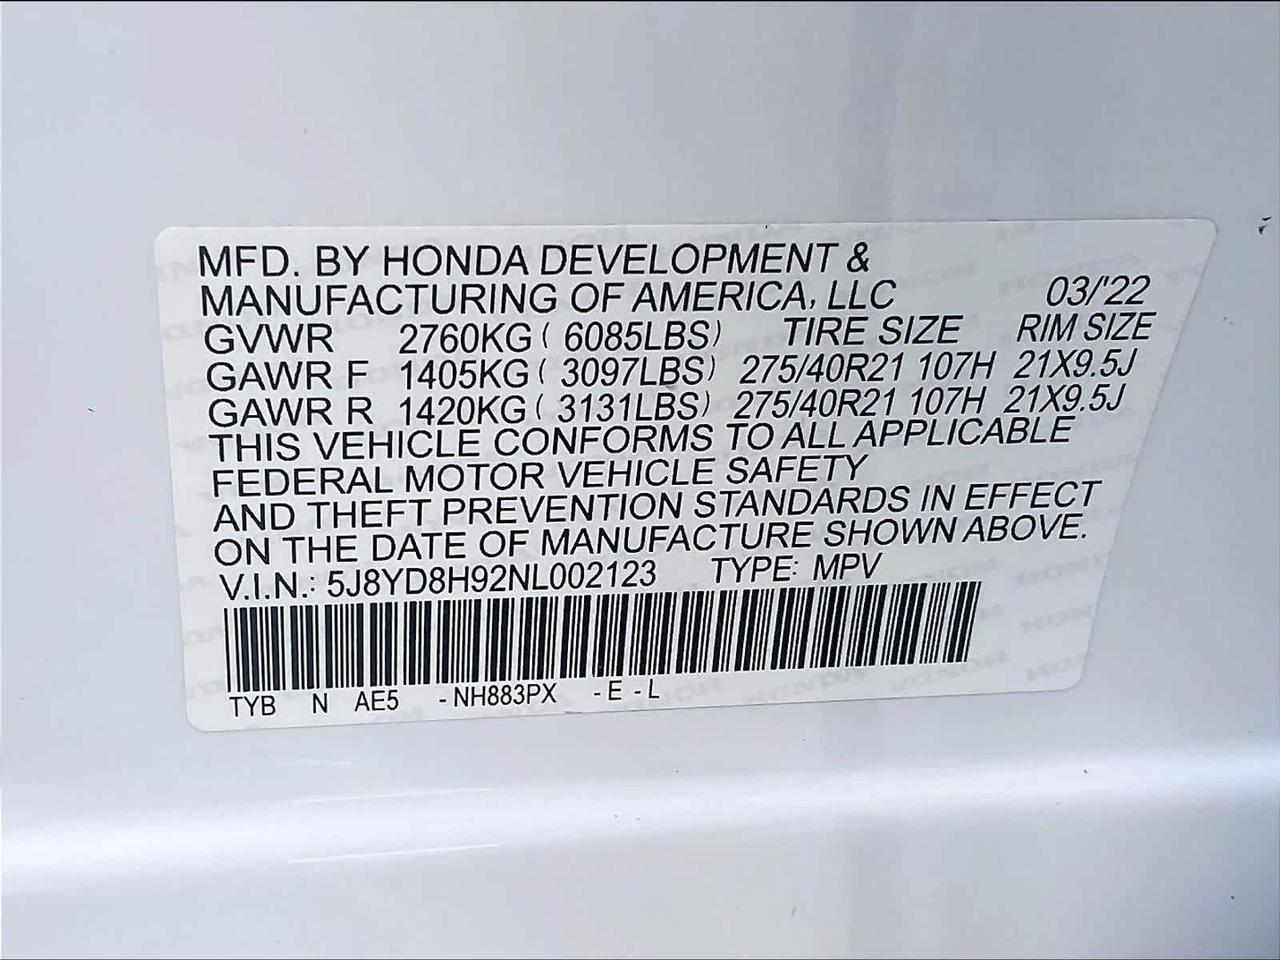 MFD. BY HONDA DEVELOPMENT &
MANUFACTURING OF AMERICA, LLC 03/'22
GVWR 2760KG ( 6085LBS) TIRE SIZE RIM SIZE
GAWR F 1405KG ( 3097LBS) 275/40R21 107H 21X9.5J
GAWR R 1420KG ( 3131LBS) 275/40R21 107H 21X9.5J
THIS VEHICLE CONFORMS TO ALL APPLICABLE
FEDERAL MOTOR VEHICLE SAFETY
AND THEFT PREVENTION STANDARDS IN EFFECT
ON THE DATE OF MANUFACTURE SHOWN ABOVE.
V.I.N.: 5J8YD8H92NL002123 TYPE: MPV
TYB N AE5 -NH883PX -E-L